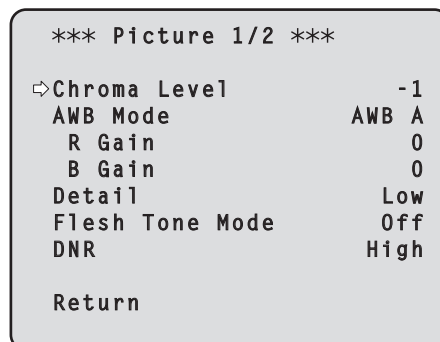 *** Picture 1/2 ***
⇨Chroma Level -1
AWB Mode AWB A
R Gain 0
B Gain 0
Detail Low
Flesh Tone Mode Off
DNR High
Return